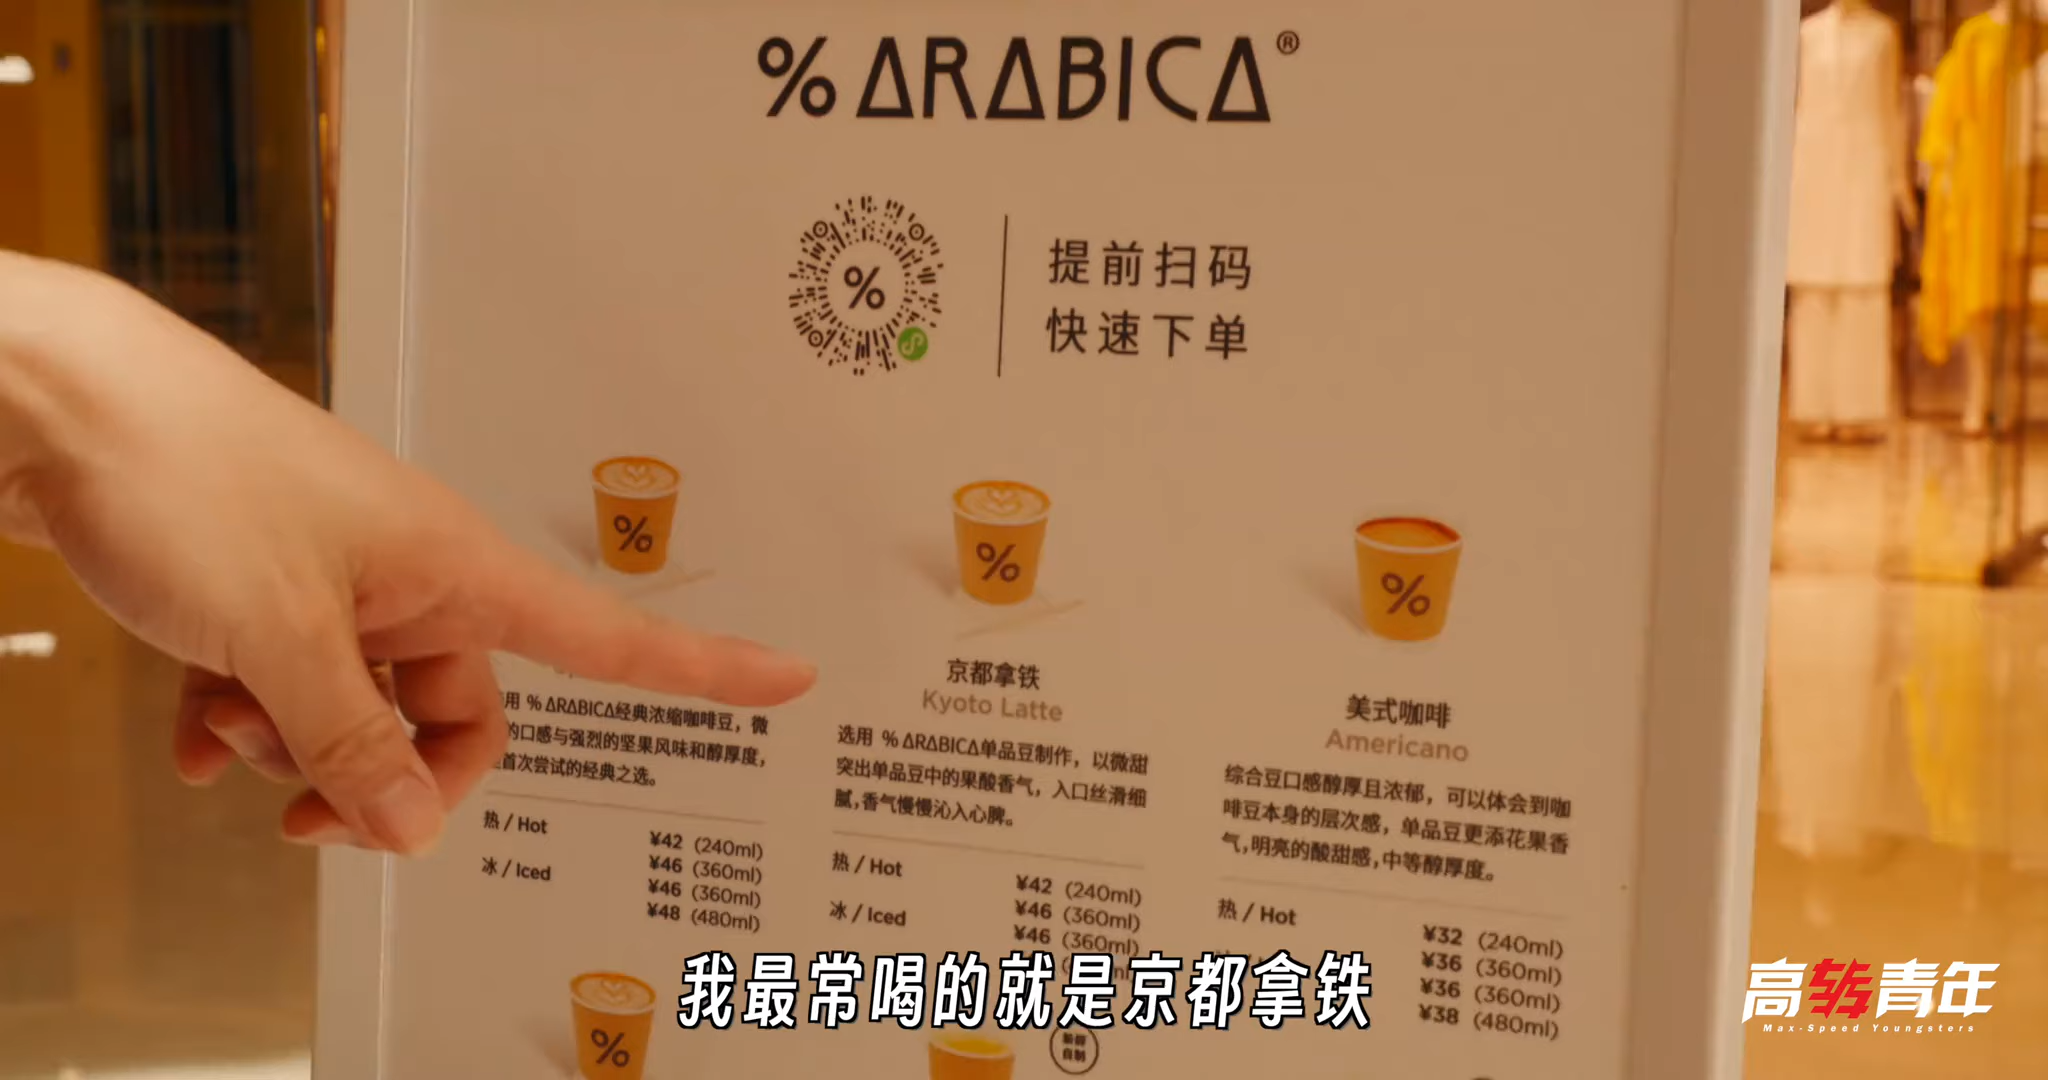 % ARABICA®
%
提前扫码
快速下单
%
%
%
用 % ARABICA经典浓缩咖啡豆，微
的口感与强烈的坚果风味和醇厚度，
首次尝试的经典之选。
热 / Hot
¥42 (240ml)
¥46 (360ml)
冰 / Iced
¥46 (360ml)
¥48 (480ml)
京都拿铁
Kyoto Latte
选用 % ARABICA单品豆制作，以微甜
突出单品豆中的果酸香气，入口丝滑细
腻，香气慢慢沁入心脾。
热 / Hot
¥42 (240ml)
¥46 (360ml)
冰 / Iced
¥46 (360ml)
美式咖啡
Americano
综合豆口感醇厚且浓郁，可以体会到咖
啡豆本身的层次感，单品豆更添花果香
气，明亮的酸甜感，中等醇厚度。
热 / Hot
¥32 (240ml)
¥36 (360ml)
¥36 (360ml)
¥38 (480ml)
%
我最常喝的就是京都拿铁
高转青年
Max-Speed Youngsters